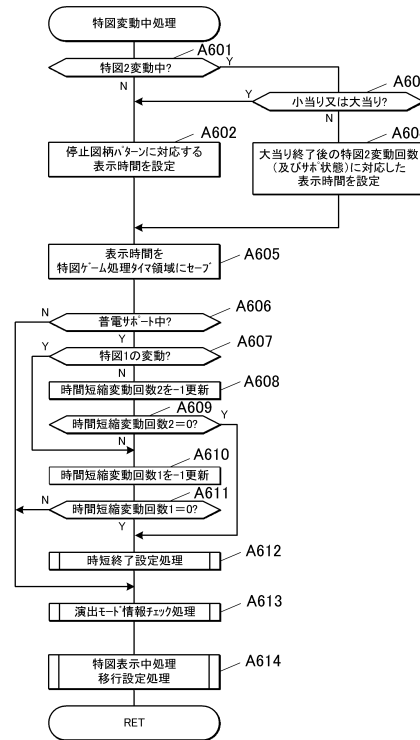 特図変動中処理
A601
特図2変動中?
Y
N
A60
Y
小当り又は大当り?
N
A602
A60
停止図柄パターンに対応する
表示時間を設定
大当り終了後の特図2変動回数
(及びサポ状態)に対応した
表示時間を設定
表示時間を
特図ゲーム処理タイマ領域にセーブ
A605
A606
N
普電サポート中?
Y
A607
Y
特図1の変動?
N
時間短縮変動回数2を-1更新
A608
A609
時間短縮変動回数2=0?
Y
N
A610
時間短縮変動回数1を-1更新
A611
N
時間短縮変動回数1=0?
Y
時短終了設定処理
A612
演出モード情報チェック処理
A613
特図表示中処理
移行設定処理
A614
RET